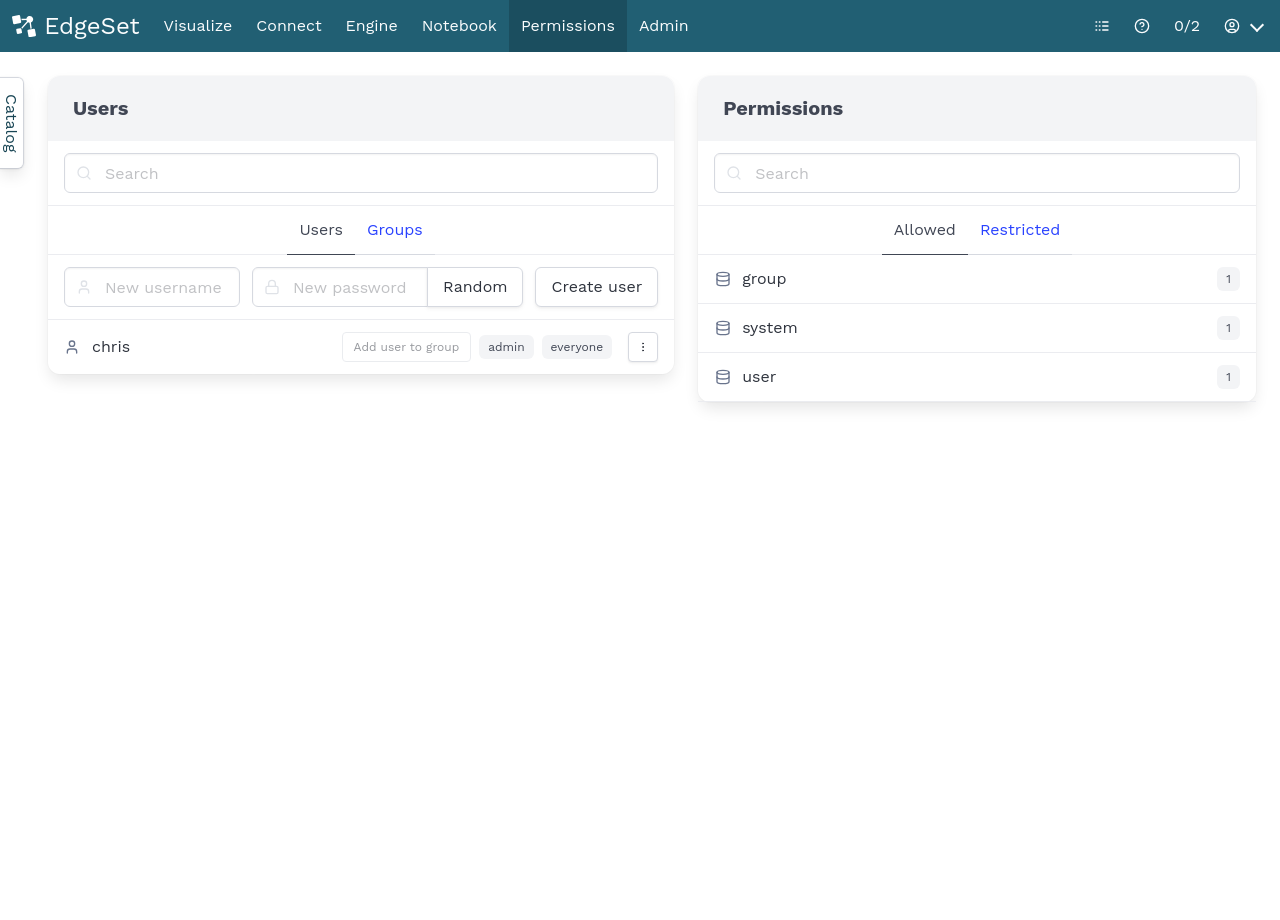 EdgeSet Visualize Connect Engine Notebook Permissions Admin 0/2
Catalog
Users
Search
Users Groups
New username New password Random Create user
chris Add user to group admin everyone
Permissions
Search
Allowed Restricted
group 1
system 1
user 1